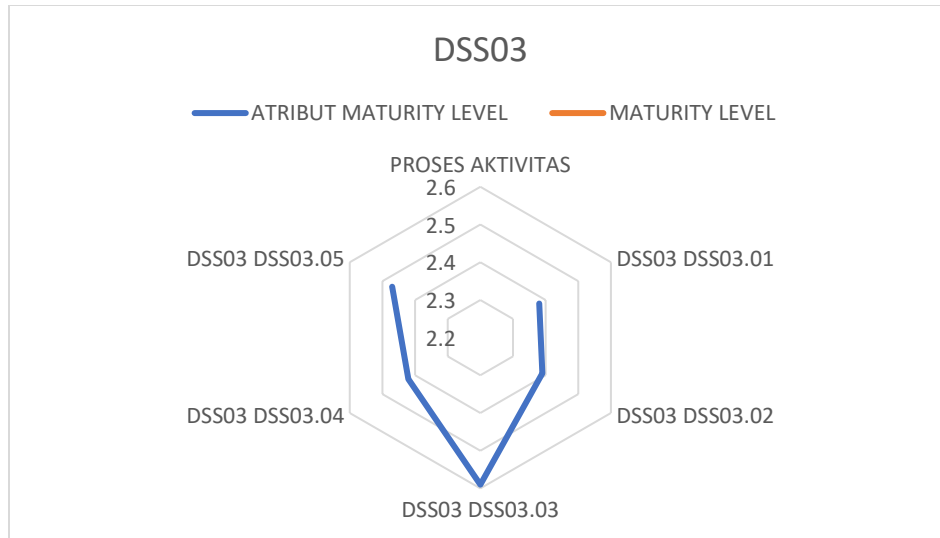 DSS03
ATRIBUT MATURITY LEVEL MATURITY LEVEL
PROSES AKTIVITAS
2.6
2.5
2.4
2.3
2.2
DSS03 DSS03.05
DSS03 DSS03.01
DSS03 DSS03.04
DSS03 DSS03.02
DSS03 DSS03.03